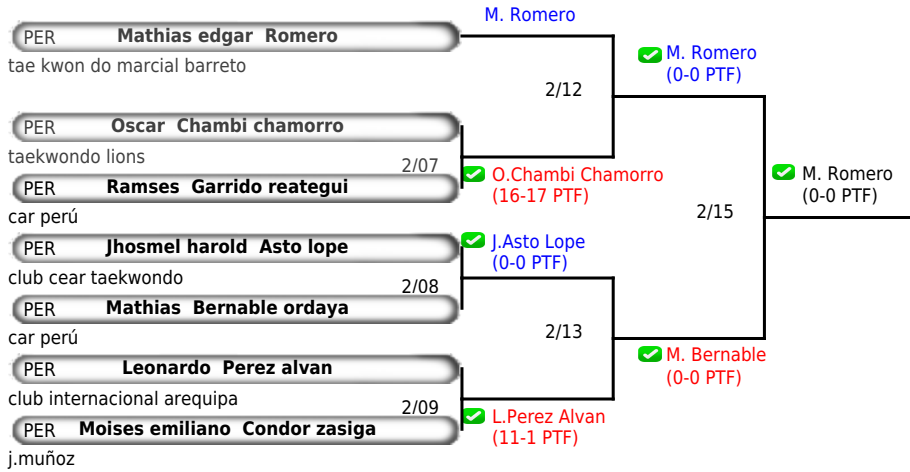 M. Romero
PER Mathias edgar Romero
tae kwon do marcial barreto
M. Romero
(0-0 PTF)
2/12
PER Oscar Chambi chamorro
taekwondo lions
2/07
O.Chambi Chamorro
(16-17 PTF)
M. Romero
(0-0 PTF)
PER Ramses Garrido reategui
car perú
2/15
PER Jhosmel harold Asto lope
J.Asto Lope
(0-0 PTF)
club cear taekwondo
2/08
PER Mathias Bernable ordaya
car perú
2/13
M. Bernable
(0-0 PTF)
PER Leonardo Perez alvan
club internacional arequipa
2/09
L.Perez Alvan
(11-1 PTF)
PER Moises emiliano Condor zasiga
j.muñoz